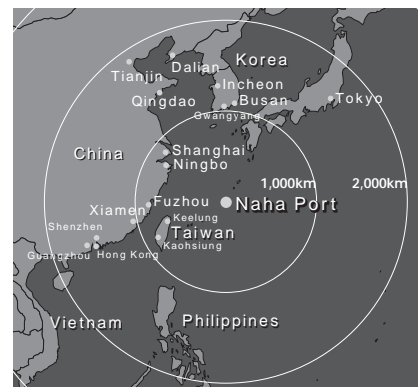 Korea
Dalian
Tianjin
Incheon
Qingdao
Busan
Tokyo
Gwangyang
China
Shanghai
Ningbo
1,000km
2,000km
Fuzhou
Naha Port
Xiamen
Keelung
Shenzhen
Taiwan
Kaohsiung
Guangzhou
Hong Kong
Vietnam
Philippines